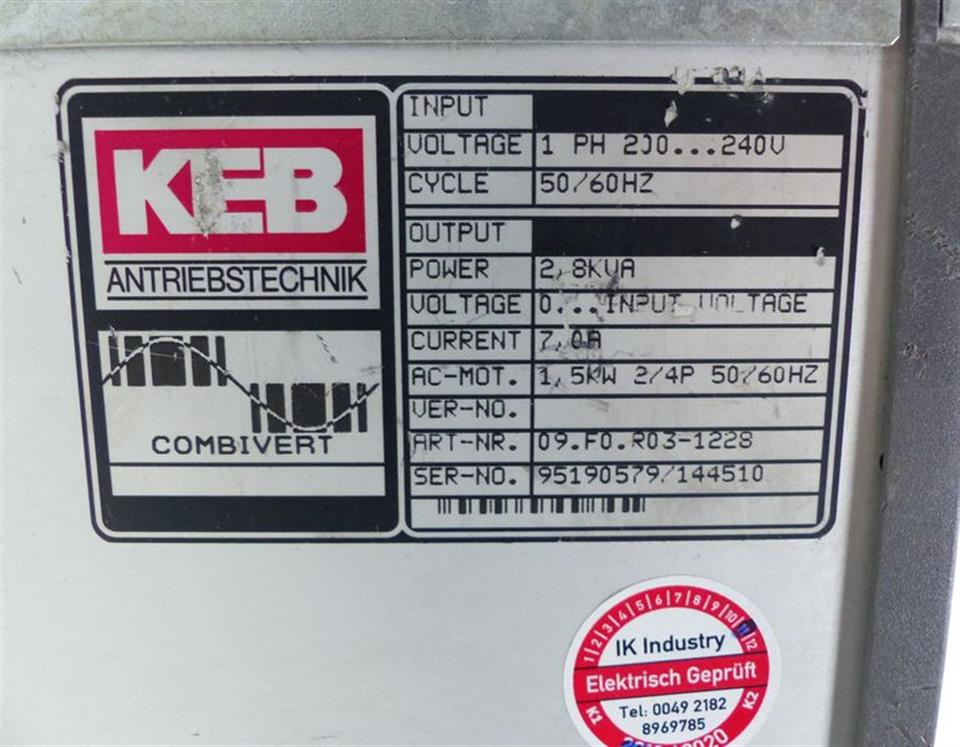 KEB
ANTRIEBSTECHNIK
COMBIVERT
INPUT
VOLTAGE 1 PH 230...240V
CYCLE 50/60HZ
OUTPUT
POWER 2,8KVA
VOLTAGE 0...INPUT VOLTAGE
CURRENT 7,0A
AC-MOT. 1,5KW 2/4P 50/60HZ
VER-NO.
ART-NR. 09.F0.R03-1228
SER-NO. 95190579/144510
1 2 3 4 5 6 7 8 9 10 11 12
IK Industry
Elektrisch Geprüft
K1 K2
Tel: 0049 2182
8969785
2020